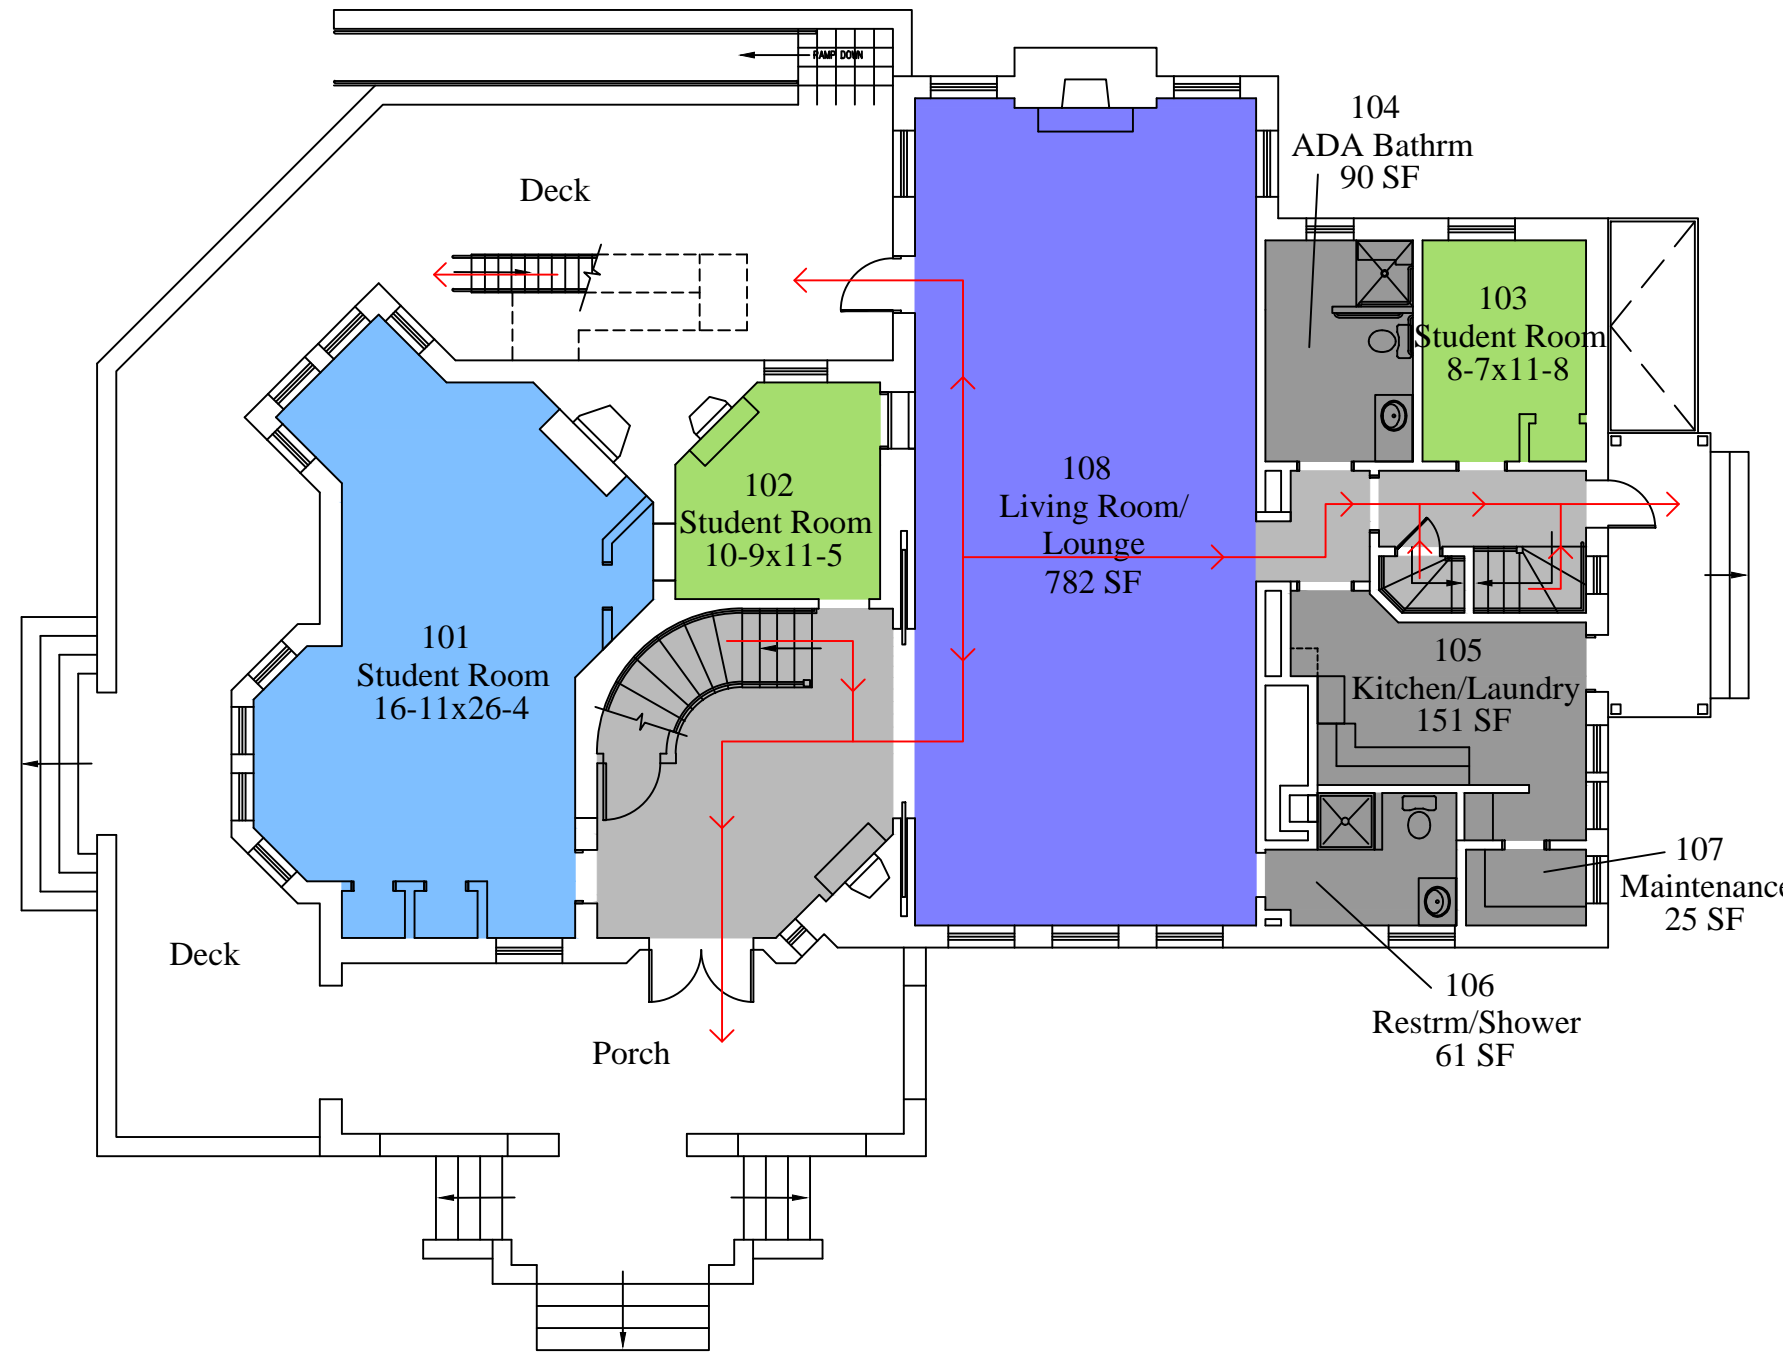 RAMP DOWN
104
ADA Bathrm
90 SF
Deck
103
Student Room
8-7x11-8
108
Living Room/
Lounge
782 SF
102
Student Room
10-9x11-5
101
Student Room
16-11x26-4
105
Kitchen/Laundry
151 SF
107
Maintenance
25 SF
Deck
106
Restrm/Shower
61 SF
Porch